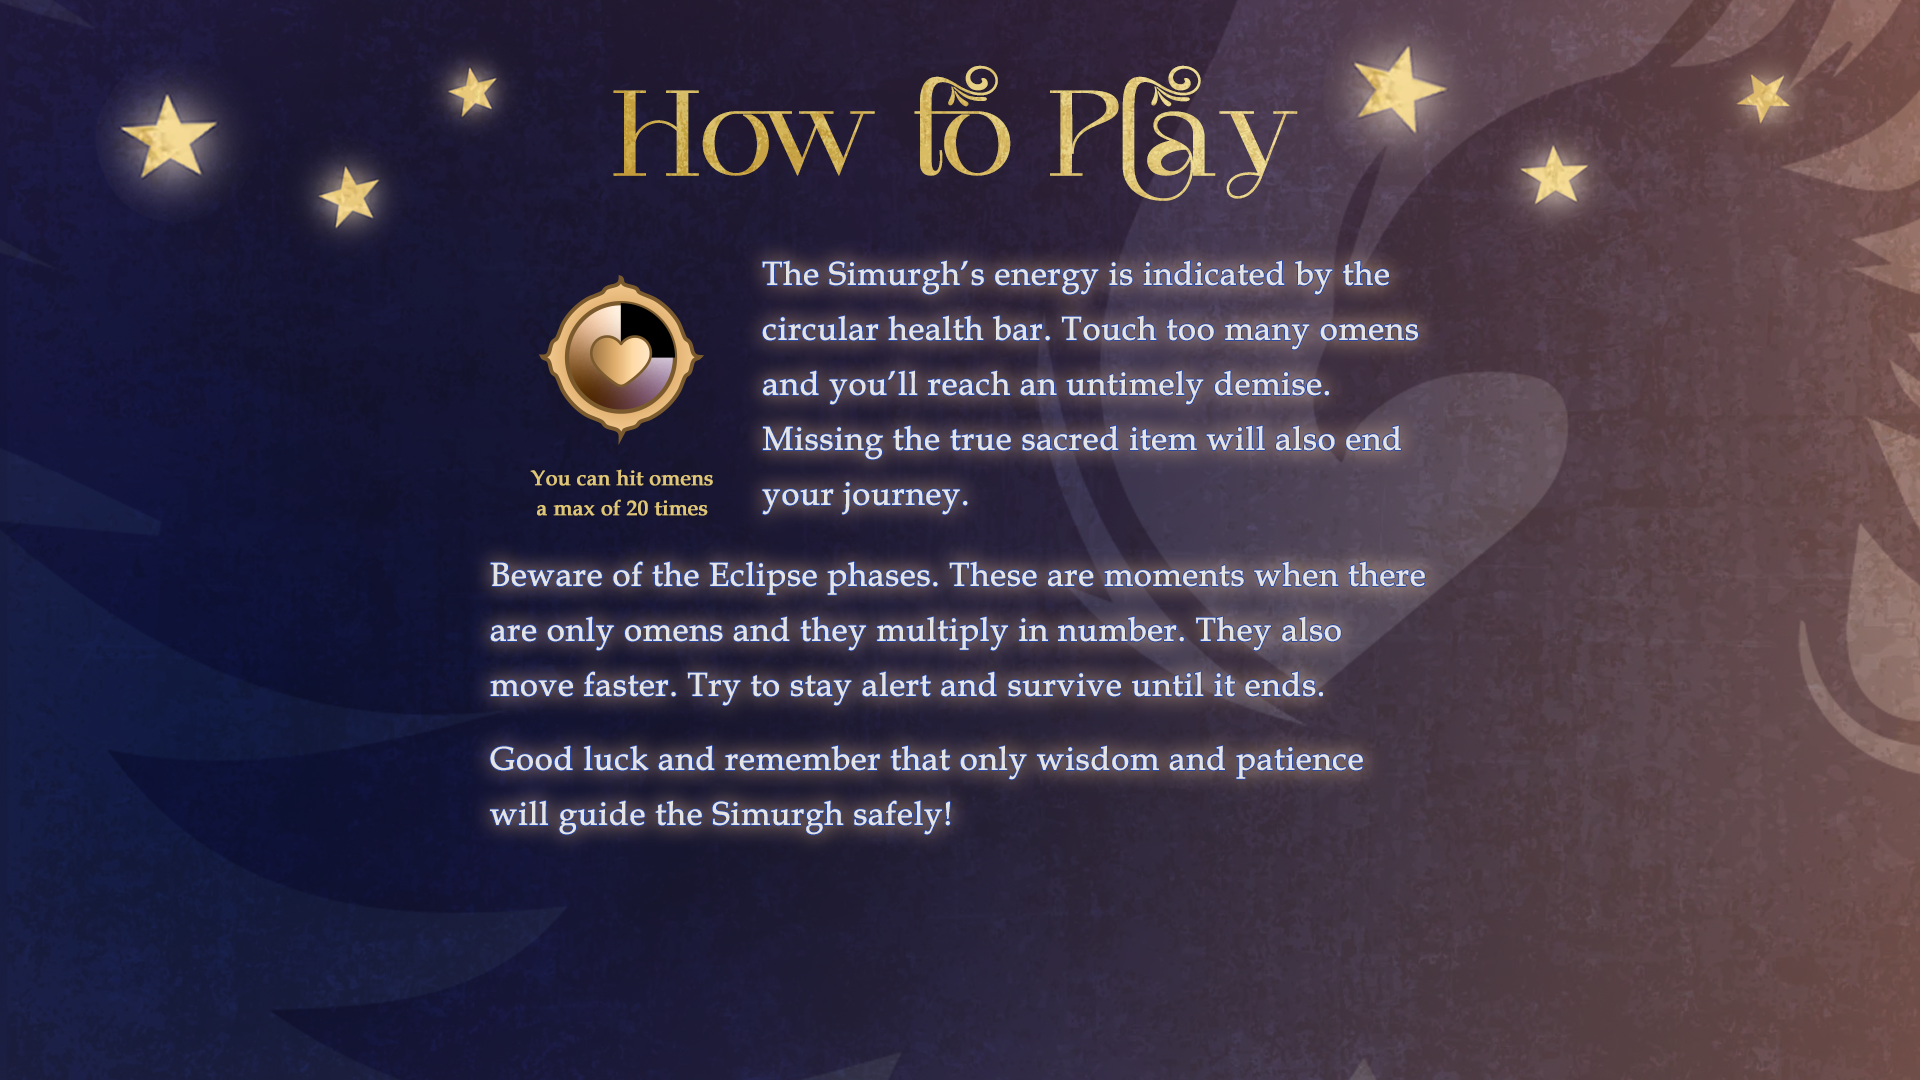 How to Play
The Simurgh’s energy is indicated by the
circular health bar. Touch too many omens
and you’ll reach an untimely demise.
Missing the true sacred item will also end
your journey.
You can hit omens
a max of 20 times
Beware of the Eclipse phases. These are moments when there
are only omens and they multiply in number. They also
move faster. Try to stay alert and survive until it ends.
Good luck and remember that only wisdom and patience
will guide the Simurgh safely!